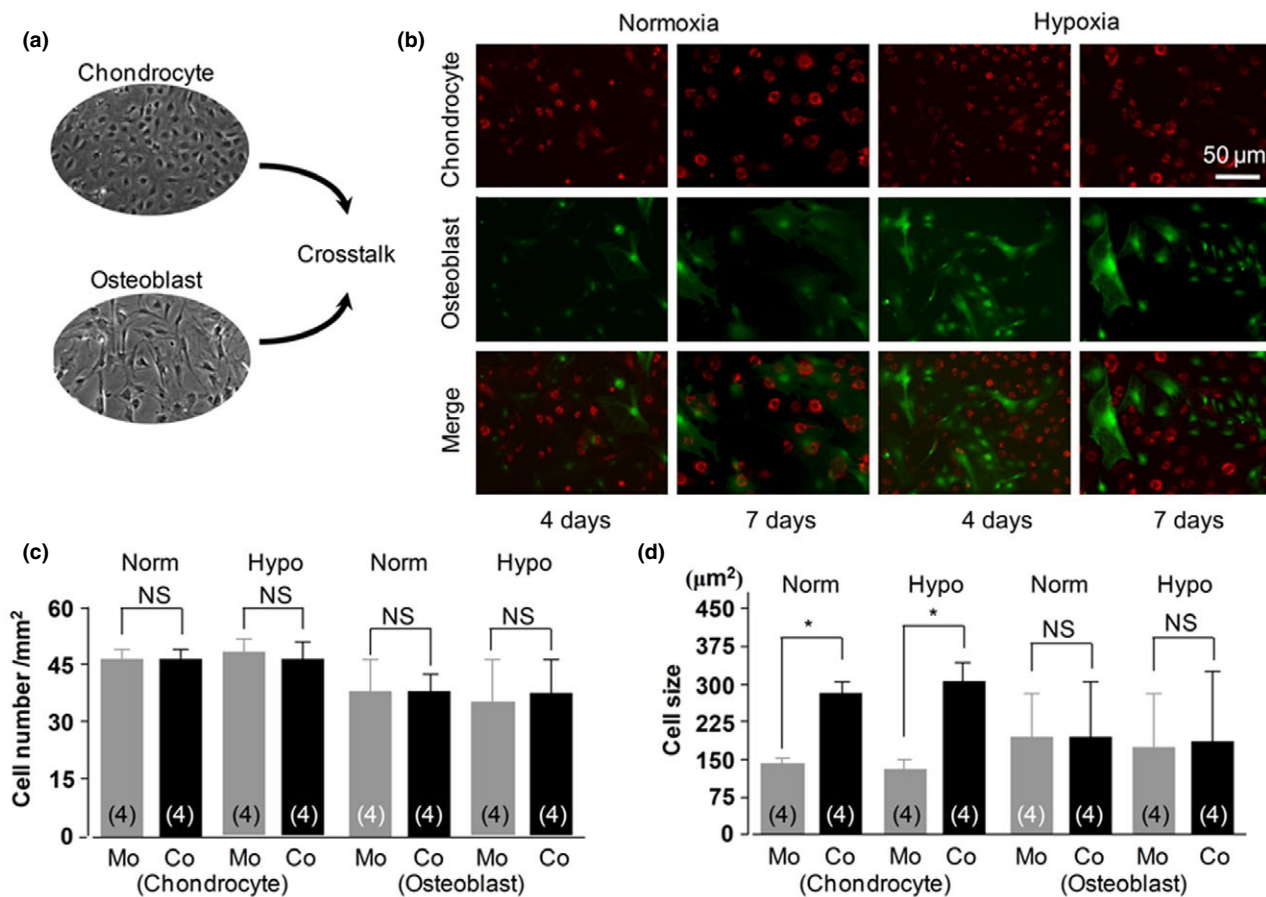 (a)
Chondrocyte
Crosstalk
Osteoblast
(b)
Normoxia Hypoxia
Chondrocyte
50 µm
Osteoblast
Merge
4 days 7 days 4 days 7 days
(c)
Norm Hypo Norm Hypo
NS NS NS NS
Cell number /mm²
60
45
30
15
0
(4) (4) (4) (4) (4) (4) (4) (4)
Mo Co Mo Co Mo Co Mo Co
(Chondrocyte) (Osteoblast)
(d)
(µm²)
Norm Hypo Norm Hypo
* * NS NS
Cell size
450
375
300
225
150
75
0
(4) (4) (4) (4) (4) (4) (4) (4)
Mo Co Mo Co Mo Co Mo Co
(Chondrocyte) (Osteoblast)